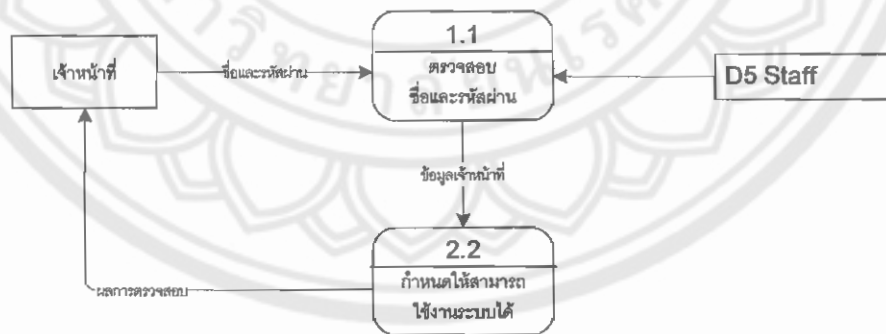 1.1
เจ้าหน้าที่
ชื่อและรหัสผ่าน
ตรวจสอบ
ชื่อและรหัสผ่าน
D5 Staff
ข้อมูลเจ้าหน้าที่
2.2
กำหนดให้สามารถ
ใช้งานระบบได้
ผลการตรวจสอบ